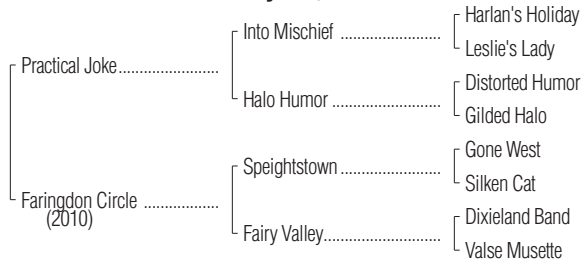 Harlan's Holiday
Into Mischief ......................
Leslie's Lady
Practical Joke......................
Distorted Humor
Halo Humor ........................
Gilded Halo
Gone West
Speightstown ......................
Silken Cat
Faringdon Circle ................
(2010)
Dixieland Band
Fairy Valley..........................
Valse Musette